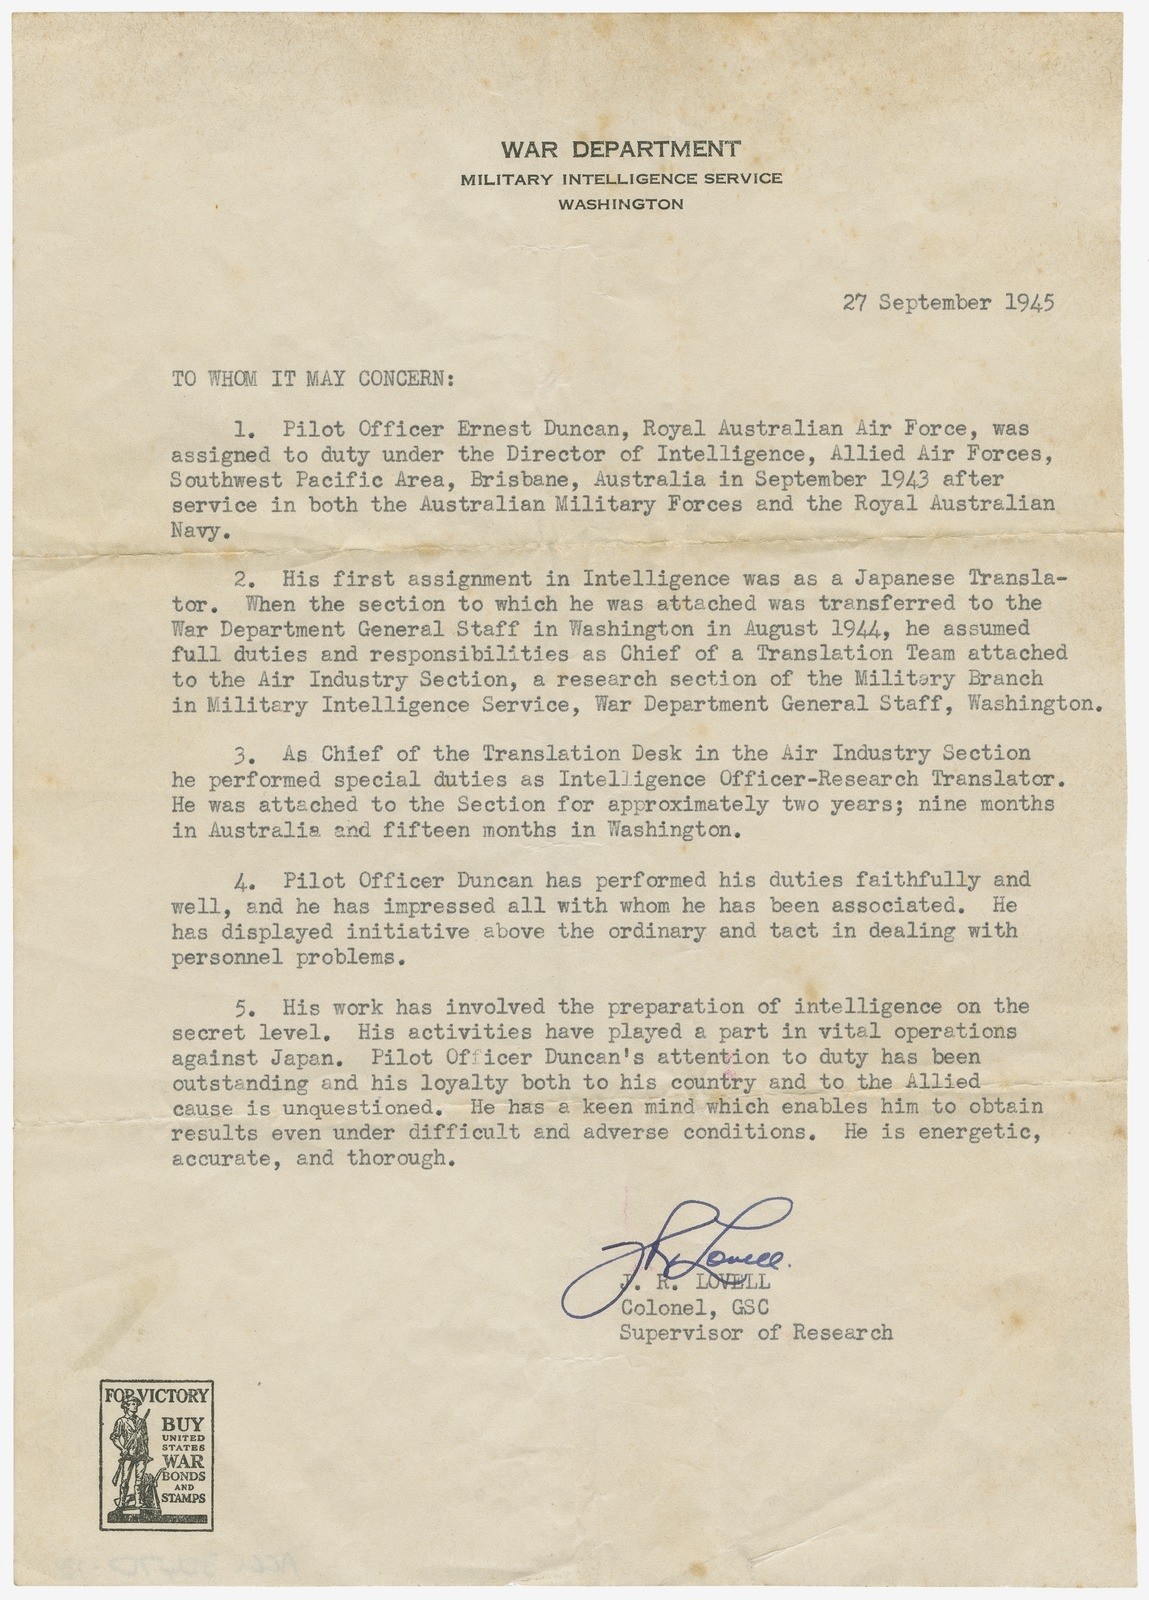 WAR DEPARTMENT
MILITARY INTELLIGENCE SERVICE
WASHINGTON
27 September 1945
TO WHOM IT MAY CONCERN:
1. Pilot Officer Ernest Duncan, Royal Australian Air Force, was
assigned to duty under the Director of Intelligence, Allied Air Forces,
Southwest Pacific Area, Brisbane, Australia in September 1943 after
service in both the Australian Military Forces and the Royal Australian
Navy.
2. His first assignment in Intelligence was as a Japanese Transla-
tor. When the section to which he was attached was transferred to the
War Department General Staff in Washington in August 1944, he assumed
full duties and responsibilities as Chief of a Translation Team attached
to the Air Industry Section, a research section of the Military Branch
in Military Intelligence Service, War Department General Staff, Washington.
3. As Chief of the Translation Desk in the Air Industry Section
he performed special duties as Intelligence Officer-Research Translator.
He was attached to the Section for approximately two years; nine months
in Australia and fifteen months in Washington.
4. Pilot Officer Duncan has performed his duties faithfully and
well, and he has impressed all with whom he has been associated. He
has displayed initiative above the ordinary and tact in dealing with
personnel problems.
5. His work has involved the preparation of intelligence on the
secret level. His activities have played a part in vital operations
against Japan. Pilot Officer Duncan's attention to duty has been
outstanding and his loyalty both to his country and to the Allied
cause is unquestioned. He has a keen mind which enables him to obtain
results even under difficult and adverse conditions. He is energetic,
accurate, and thorough.
J R Lovell.
J. R. LOVELL
Colonel, GSC
Supervisor of Research
FOR VICTORY
BUY
UNITED
STATES
WAR
BONDS
AND
STAMPS